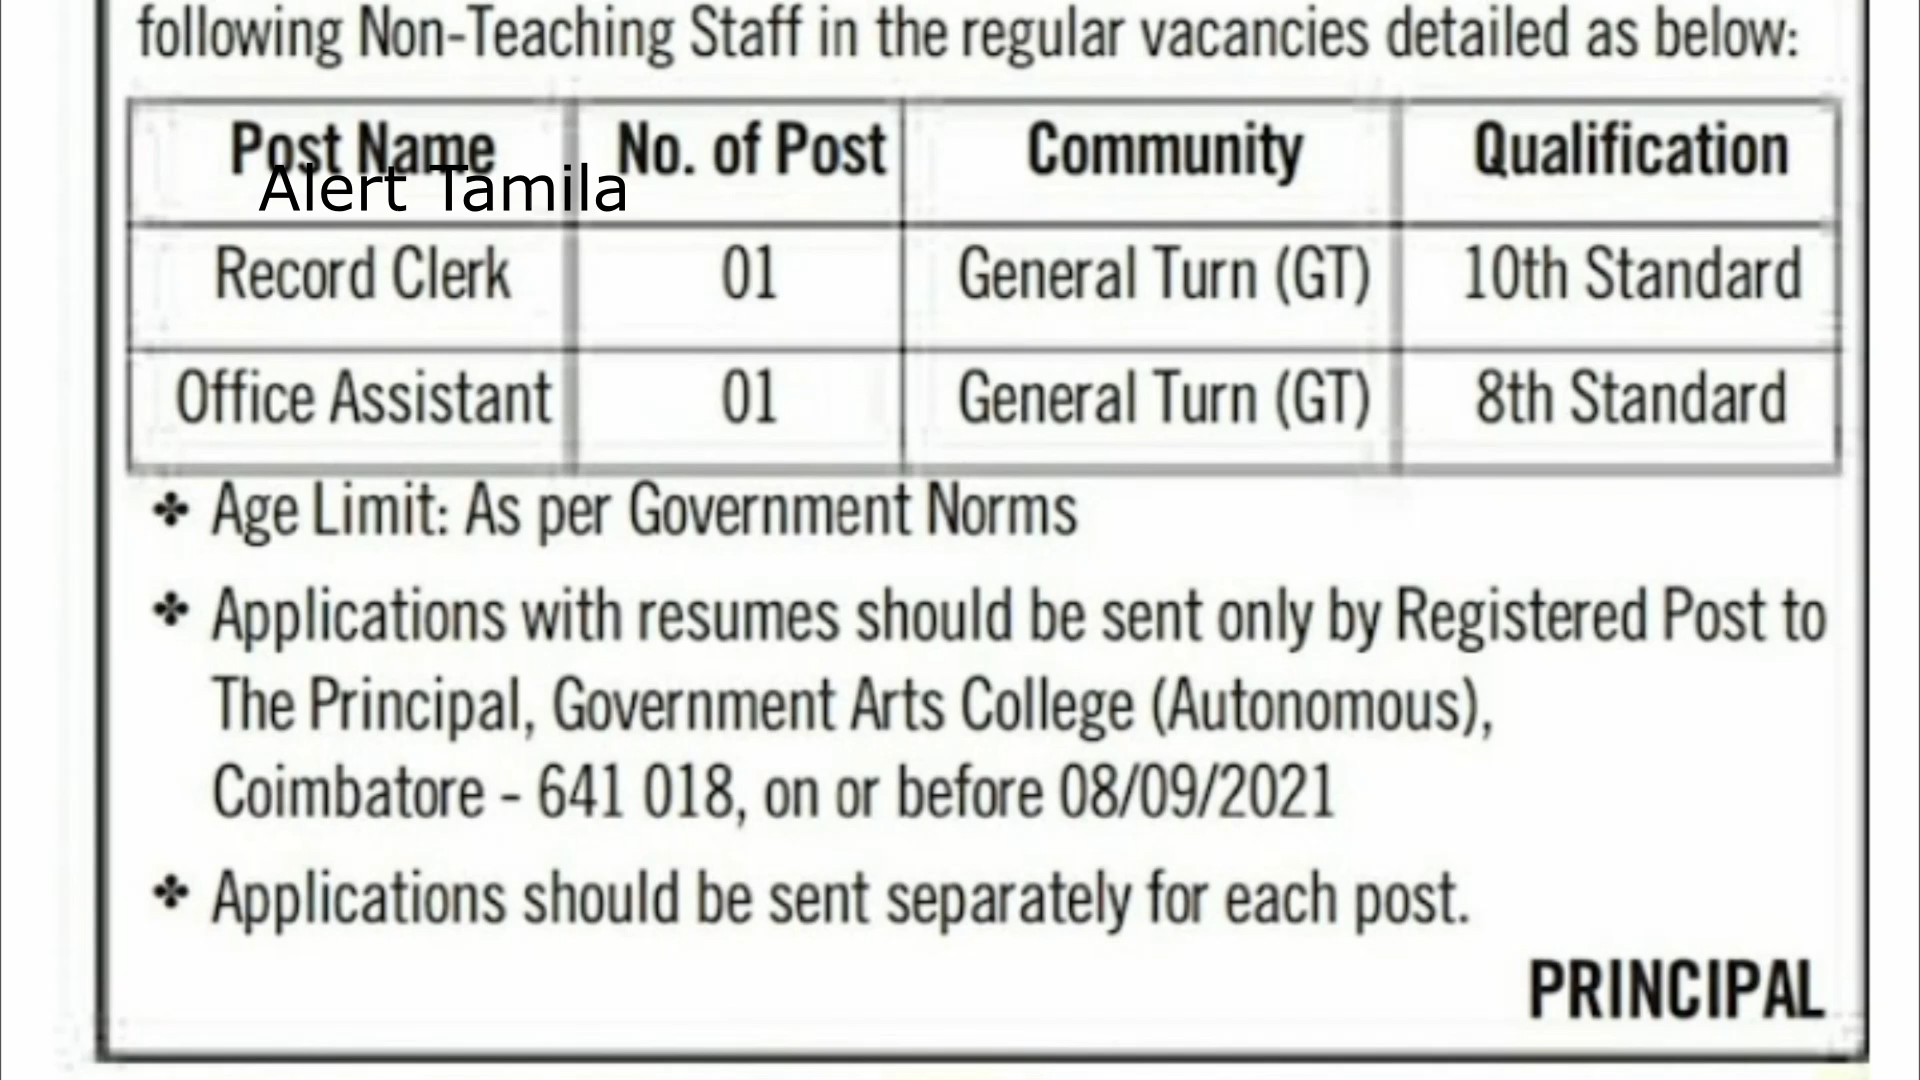 following Non-Teaching Staff in the regular vacancies detailed as below:
Post Name No. of Post Community Qualification
Alert Tamila
Record Clerk 01 General Turn (GT) 10th Standard
Office Assistant 01 General Turn (GT) 8th Standard
❖ Age Limit: As per Government Norms
❖ Applications with resumes should be sent only by Registered Post to
The Principal, Government Arts College (Autonomous),
Coimbatore - 641 018, on or before 08/09/2021
❖ Applications should be sent separately for each post.
PRINCIPAL